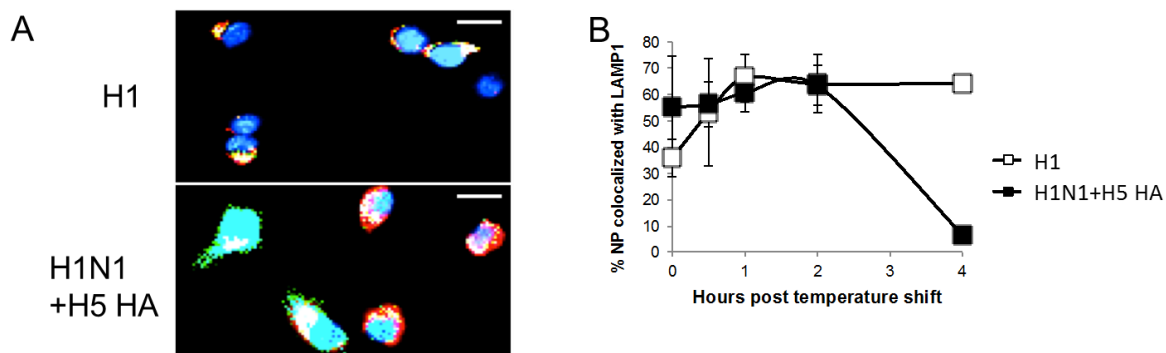 A
H1
H1N1
+H5 HA
B
% NP colocalized with LAMP1
80
70
60
50
40
30
20
10
0
0
1
2
3
4
Hours post temperature shift
H1
H1N1+H5 HA